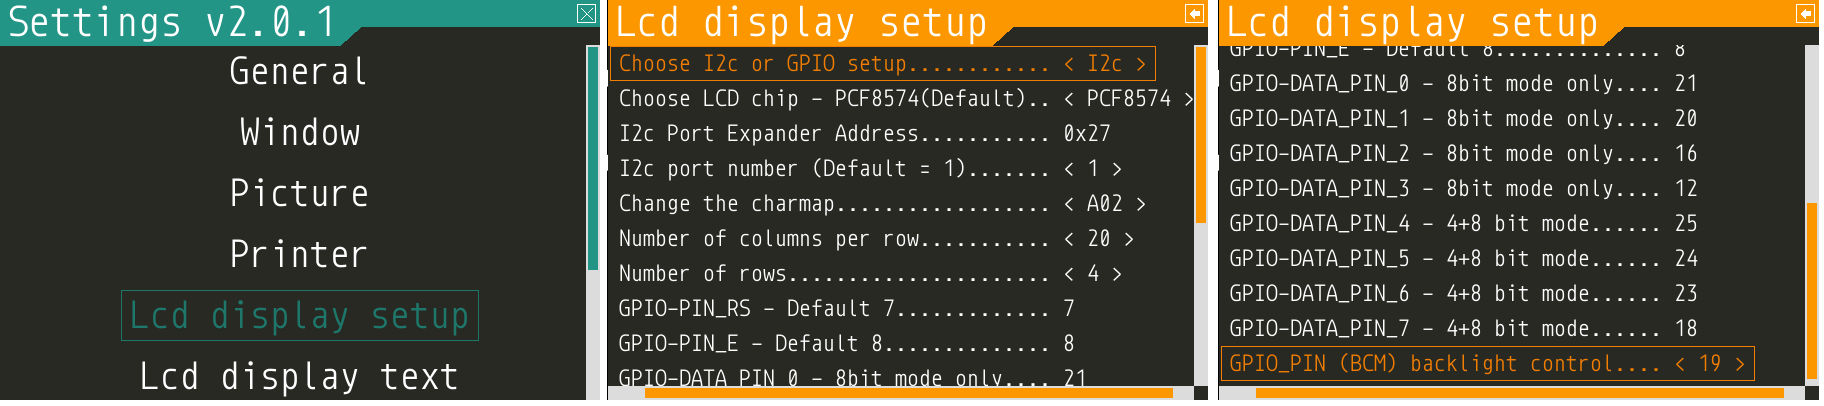 Settings v2.0.1
General
Window
Picture
Printer
Lcd display setup
Lcd display text
Lcd display setup
Choose I2c or GPIO setup............ < I2c >
Choose LCD chip - PCF8574(Default).. < PCF8574 >
I2c Port Expander Address........... 0x27
I2c port number (Default = 1)....... < 1 >
Change the charmap.................. < A02 >
Number of columns per row........... < 20 >
Number of rows...................... < 4 >
GPIO-PIN_RS - Default 7............. 7
GPIO-PIN_E - Default 8.............. 8
GPIO-DATA_PIN_0 - 8bit mode only.... 21
Lcd display setup
GPIO-PIN_E - Default 8.............. 8
GPIO-DATA_PIN_0 - 8bit mode only.... 21
GPIO-DATA_PIN_1 - 8bit mode only.... 20
GPIO-DATA_PIN_2 - 8bit mode only.... 16
GPIO-DATA_PIN_3 - 8bit mode only.... 12
GPIO-DATA_PIN_4 - 4+8 bit mode...... 25
GPIO-DATA_PIN_5 - 4+8 bit mode...... 24
GPIO-DATA_PIN_6 - 4+8 bit mode...... 23
GPIO-DATA_PIN_7 - 4+8 bit mode...... 18
GPIO_PIN (BCM) backlight control.... < 19 >